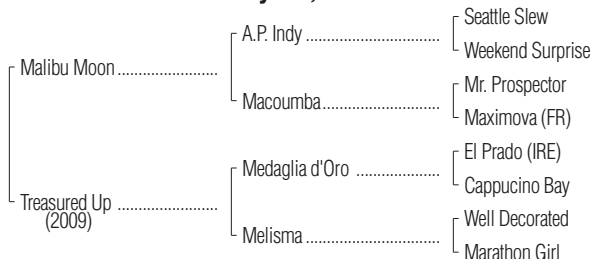 Seattle Slew
A.P. Indy
Weekend Surprise
Malibu Moon
Mr. Prospector
Macoumba
Maximova (FR)
El Prado (IRE)
Medaglia d'Oro
Cappucino Bay
Treasured Up
(2009)
Well Decorated
Melisma
Marathon Girl